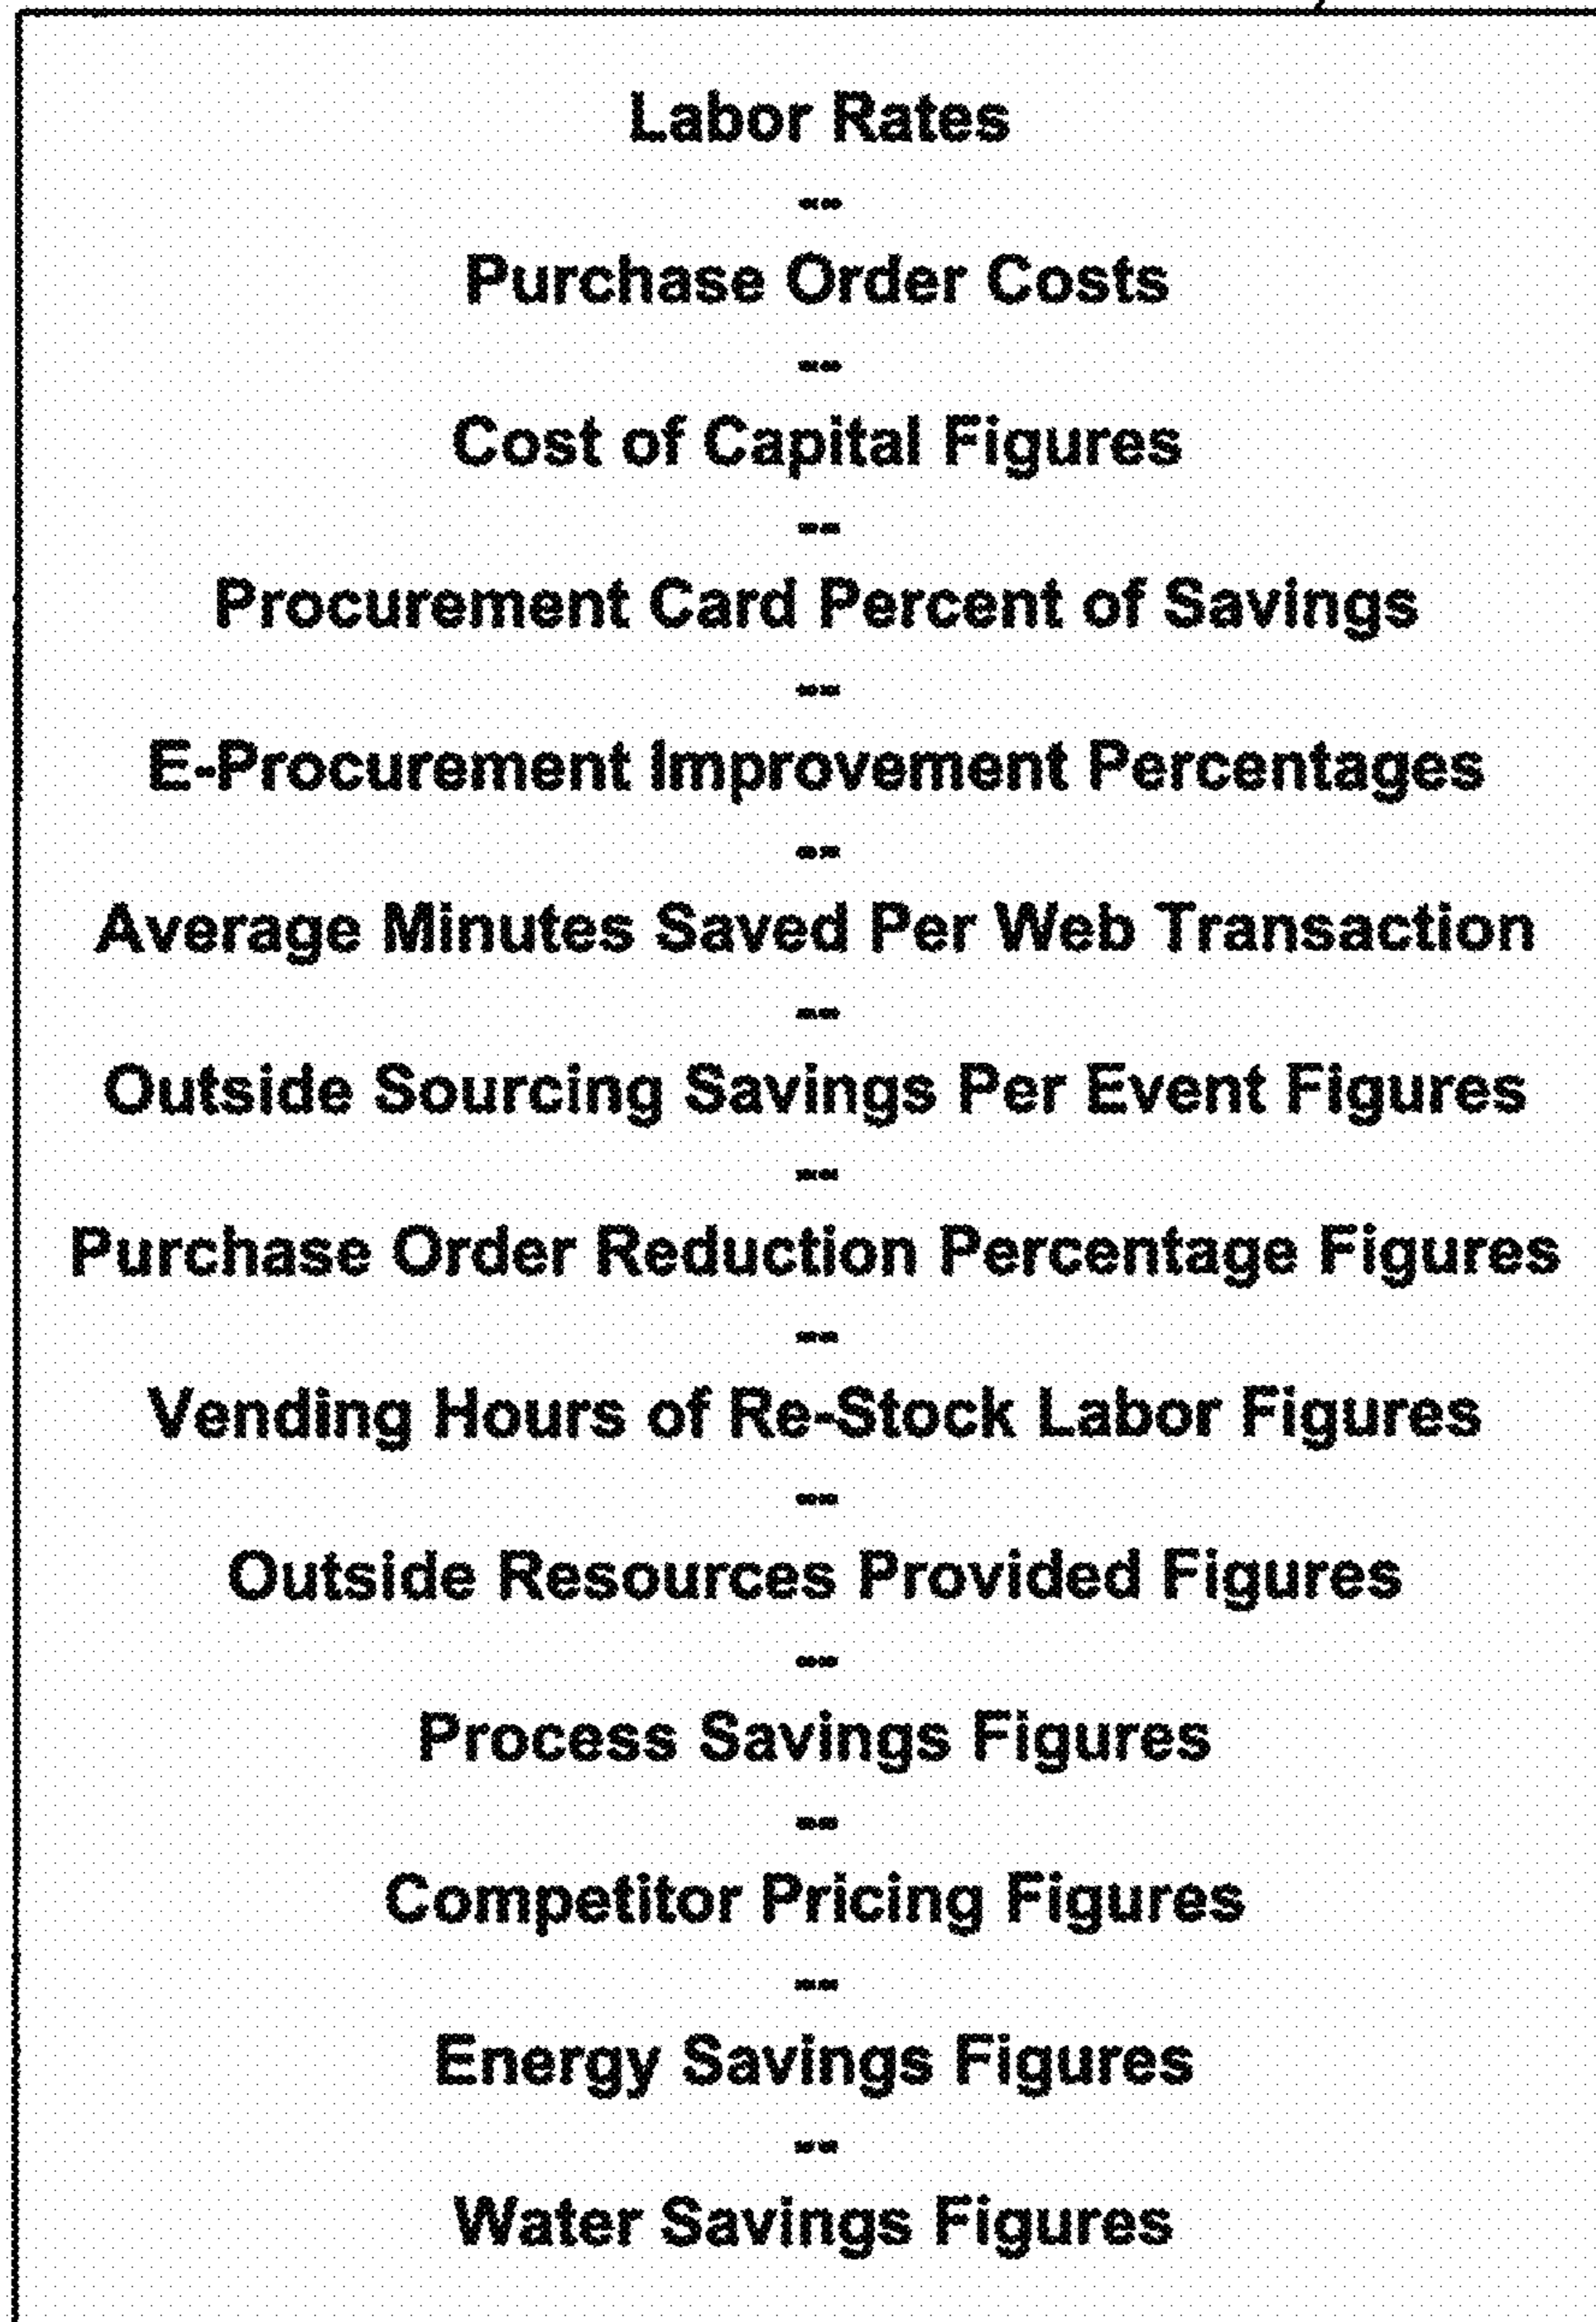 Labor Rates
--
Purchase Order Costs
--
Cost of Capital Figures
--
Procurement Card Percent of Savings
--
E-Procurement Improvement Percentages
--
Average Minutes Saved Per Web Transaction
--
Outside Sourcing Savings Per Event Figures
--
Purchase Order Reduction Percentage Figures
--
Vending Hours of Re-Stock Labor Figures
--
Outside Resources Provided Figures
--
Process Savings Figures
--
Competitor Pricing Figures
--
Energy Savings Figures
--
Water Savings Figures